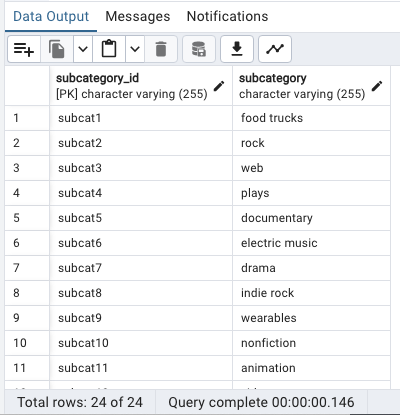 Data Output Messages Notifications
subcategory_id subcategory
[PK] character varying (255) character varying (255)
1 subcat1 food trucks
2 subcat2 rock
3 subcat3 web
4 subcat4 plays
5 subcat5 documentary
6 subcat6 electric music
7 subcat7 drama
8 subcat8 indie rock
9 subcat9 wearables
10 subcat10 nonfiction
11 subcat11 animation
Total rows: 24 of 24 Query complete 00:00:00.146